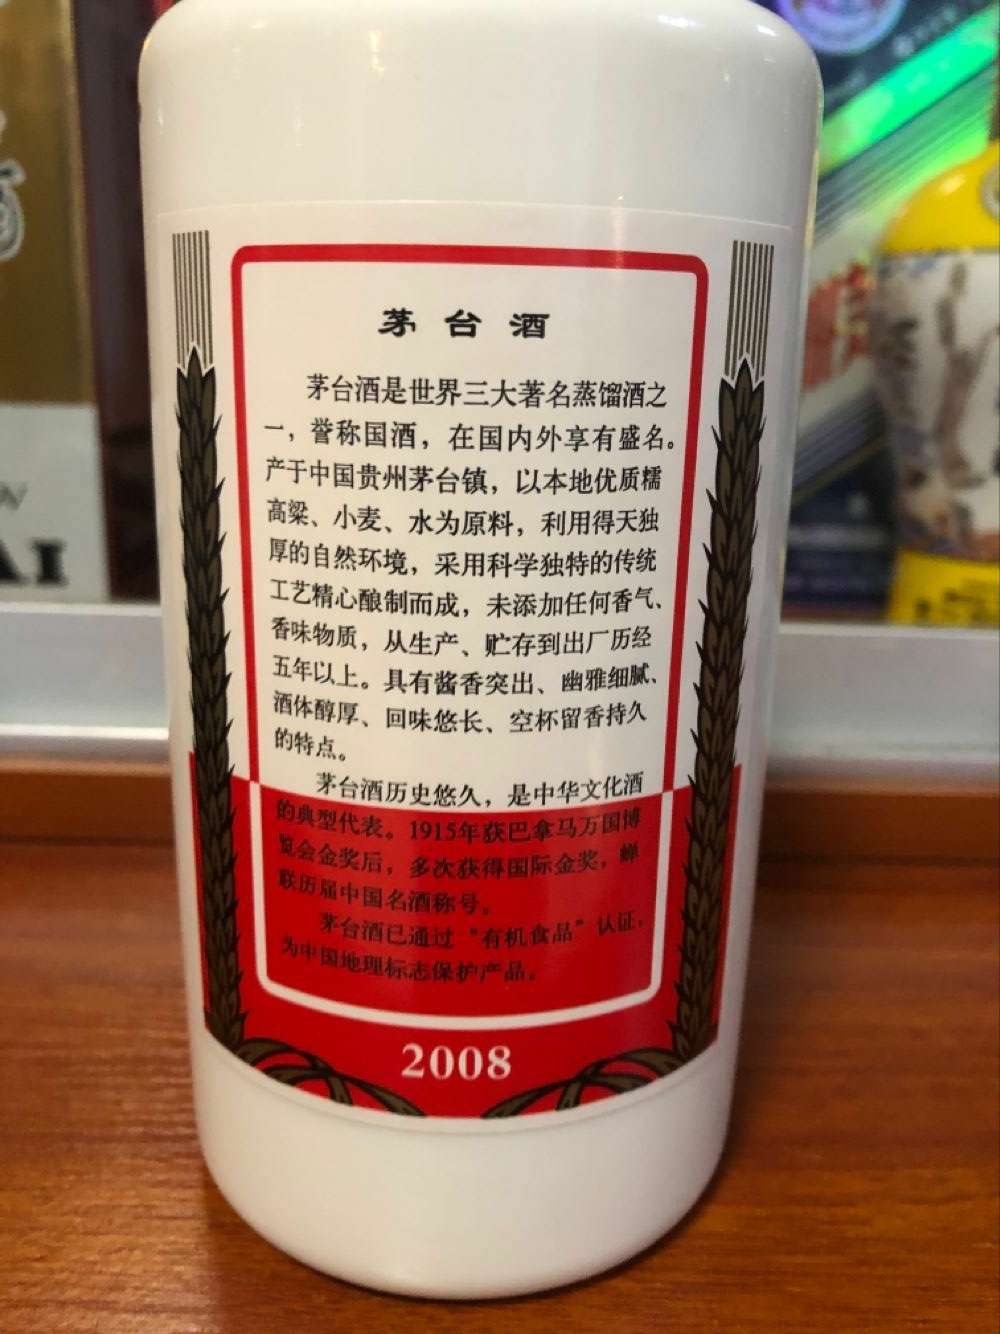 茅台酒
茅台酒是世界三大著名蒸馏酒之
一，誉称国酒，在国内外享有盛名。
产于中国贵州茅台镇，以本地优质糯
高粱、小麦、水为原料，利用得天独
厚的自然环境，采用科学独特的传统
工艺精心酿制而成，未添加任何香气、
香味物质，从生产、贮存到出厂历经
五年以上。具有酱香突出、幽雅细腻、
酒体醇厚、回味悠长、空杯留香持久
的特点。
茅台酒历史悠久，是中华文化酒
的典型代表。1915年获巴拿马万国博
览会金奖后，多次获得国际金奖，蝉
联历届中国名酒称号。
茅台酒已通过“有机食品”认证，
为中国地理标志保护产品。
2008
AI